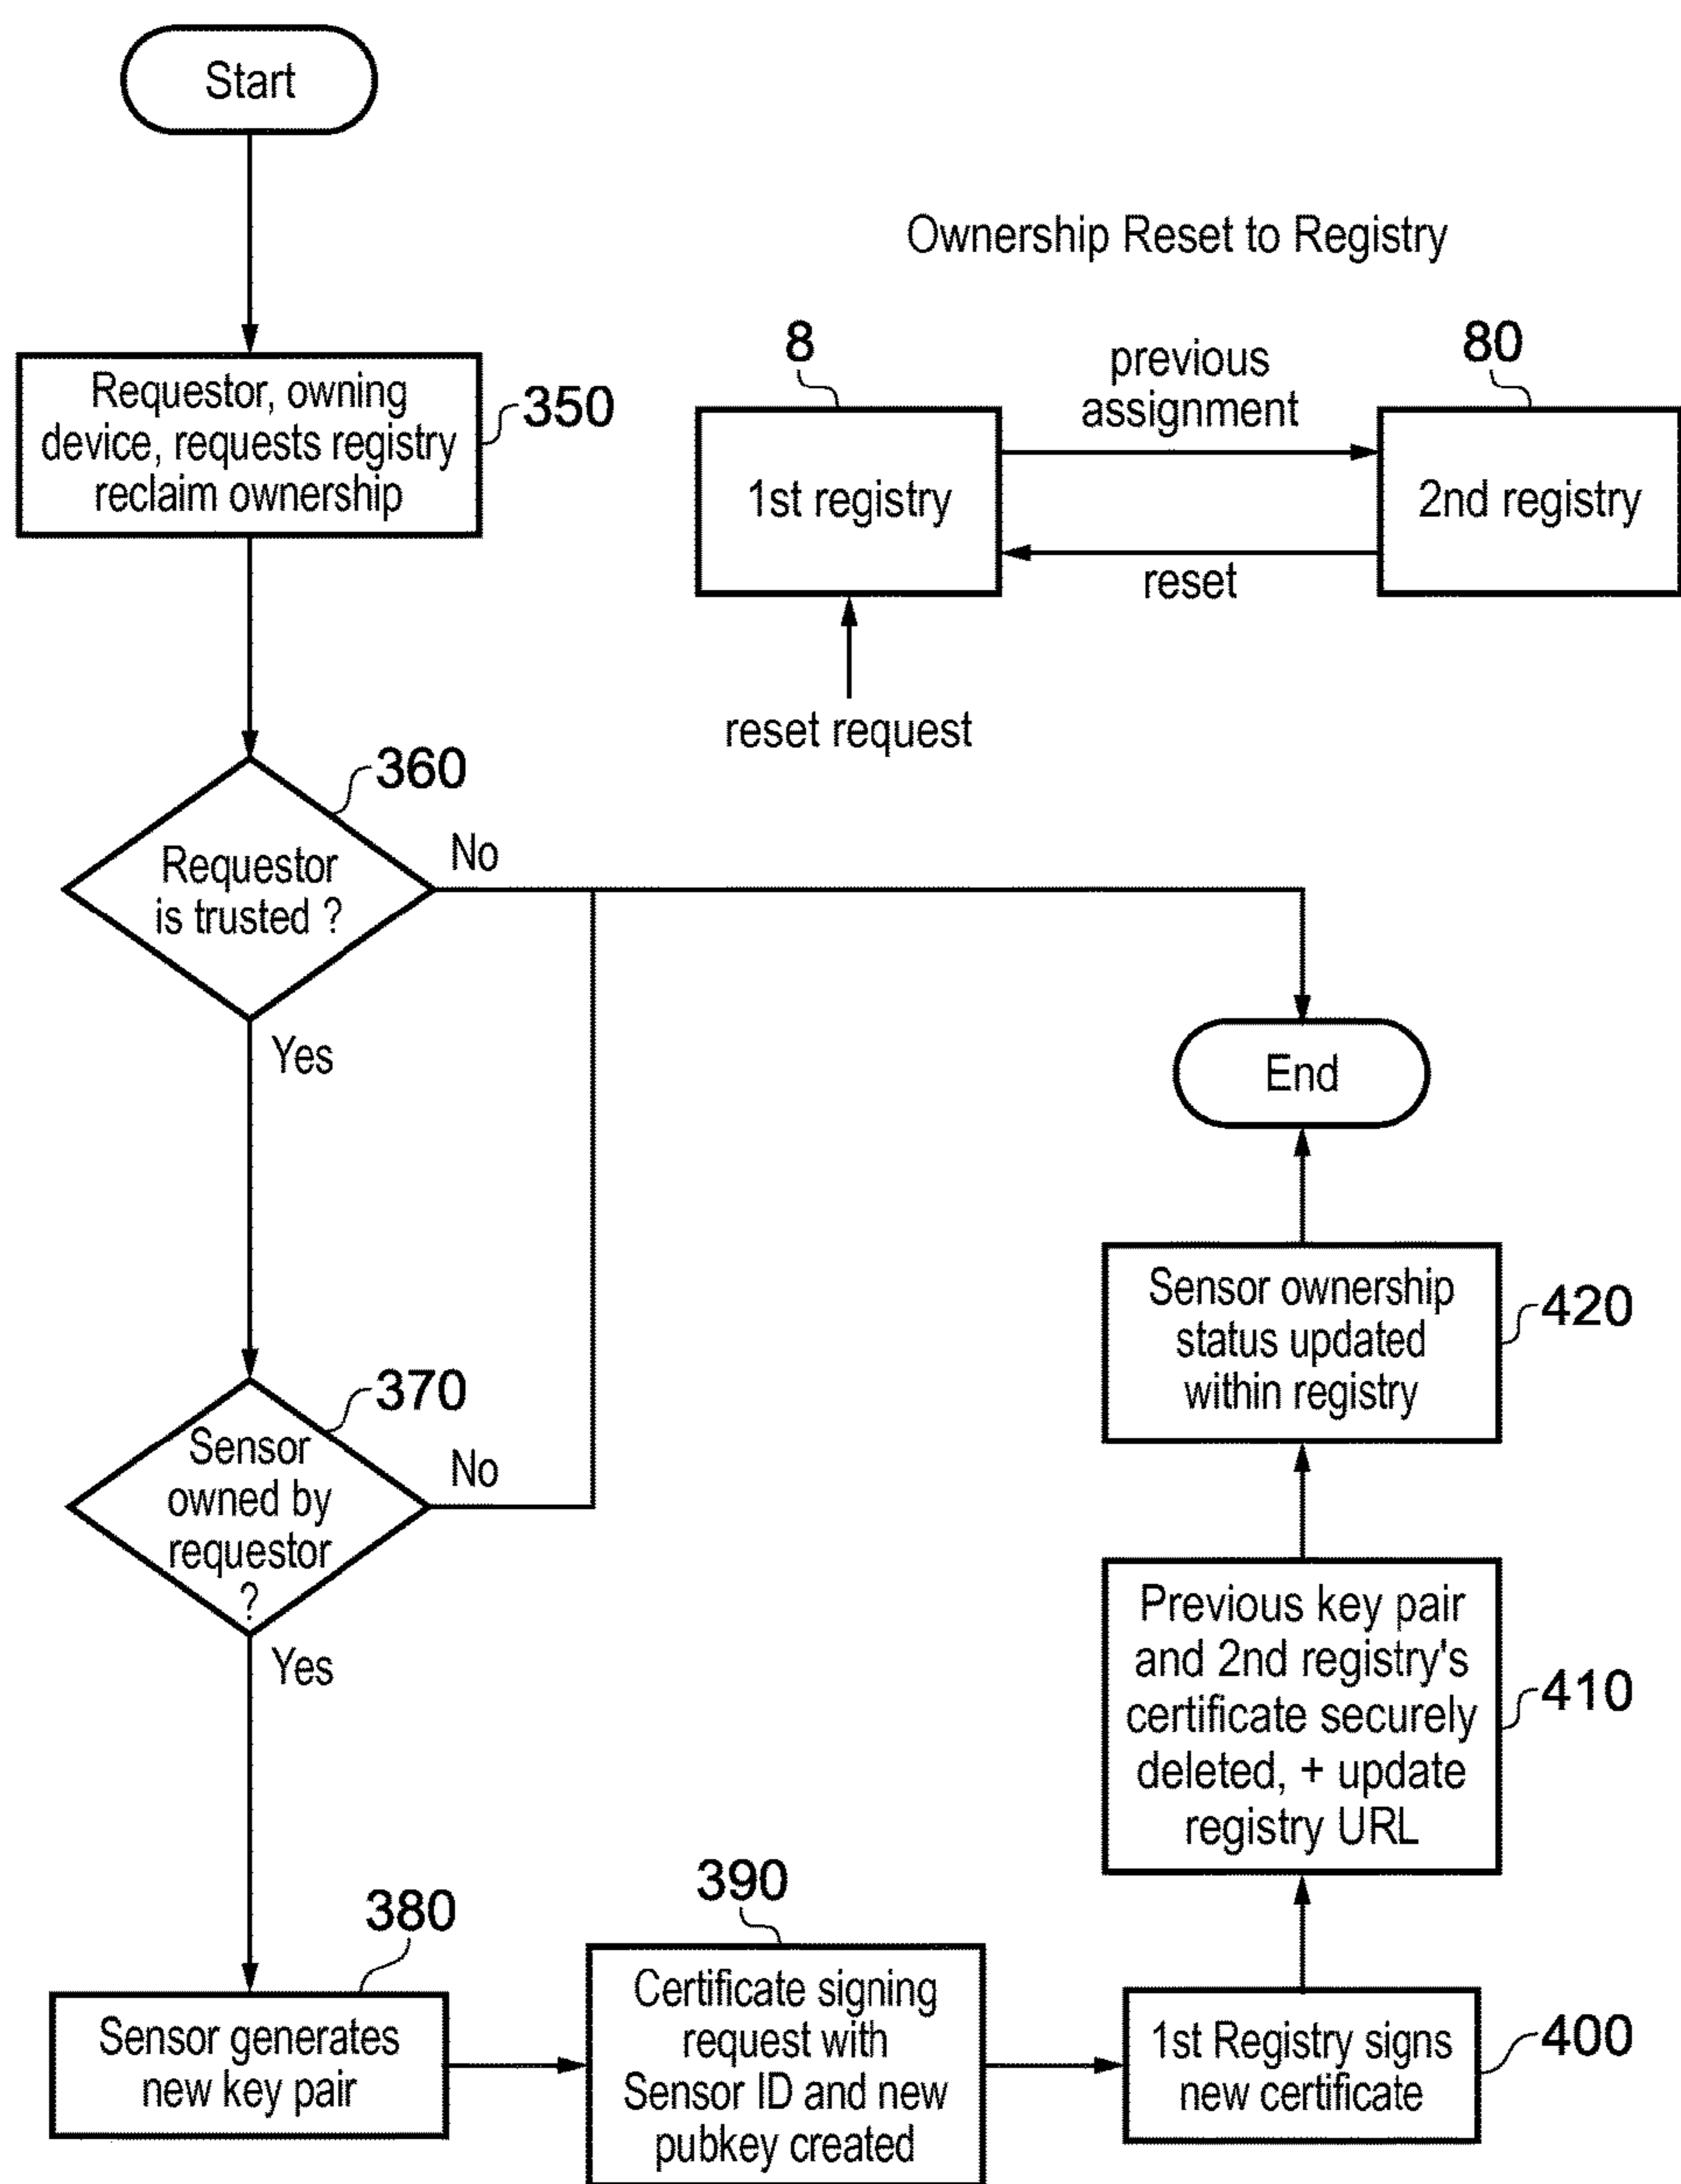 Start
Ownership Reset to Registry
Requestor, owning
device, requests registry
reclaim ownership
350
8
1st registry
previous
assignment
reset
80
2nd registry
reset request
360
Requestor
is trusted ?
No
Yes
End
370
Sensor
owned by
requestor
?
No
Yes
Sensor ownership
status updated
within registry
420
Previous key pair
and 2nd registry's
certificate securely
deleted, + update
registry URL
410
380
Sensor generates
new key pair
390
Certificate signing
request with
Sensor ID and new
pubkey created
1st Registry signs
new certificate
400